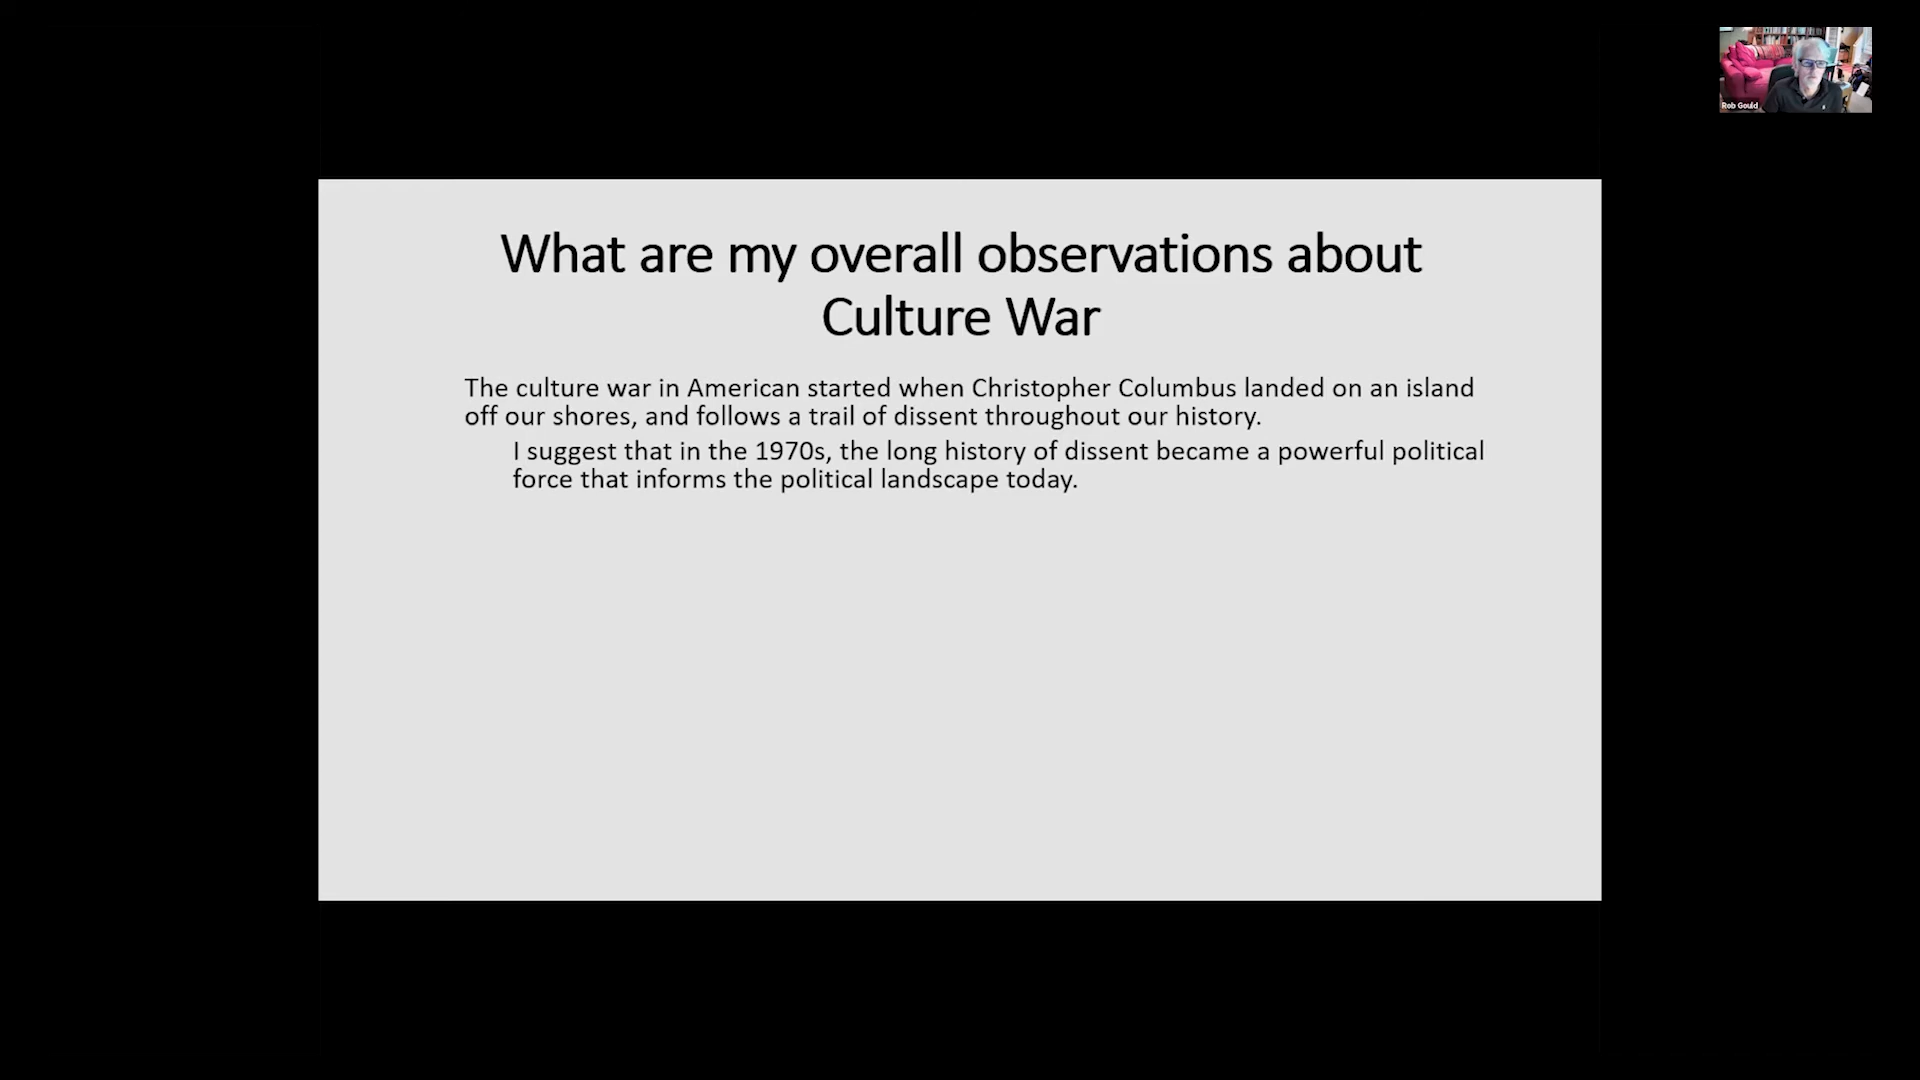 Rob Gould
What are my overall observations about
Culture War
The culture war in American started when Christopher Columbus landed on an island
off our shores, and follows a trail of dissent throughout our history.
I suggest that in the 1970s, the long history of dissent became a powerful political
force that informs the political landscape today.